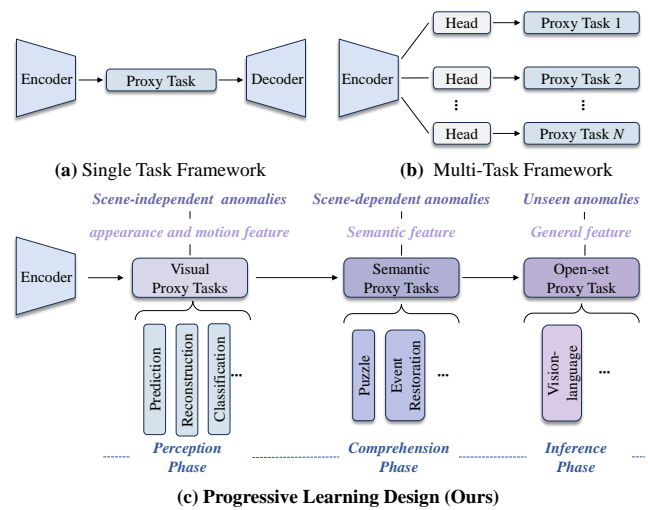 Encoder
Proxy Task
Decoder
(a) Single Task Framework
Encoder
Head
Proxy Task 1
Head
Proxy Task 2
⋮
⋮
Head
Proxy Task N
(b) Multi-Task Framework
Scene-independent anomalies
Scene-dependent anomalies
Unseen anomalies
appearance and motion feature
Semantic feature
General feature
Encoder
Visual
Proxy Tasks
Semantic
Proxy Tasks
Open-set
Proxy Task
Prediction
Reconstruction
Classification
...
Puzzle
Event
Restoration
...
Vision-
language
...
Perception
Phase
Comprehension
Phase
Inference
Phase
(c) Progressive Learning Design (Ours)